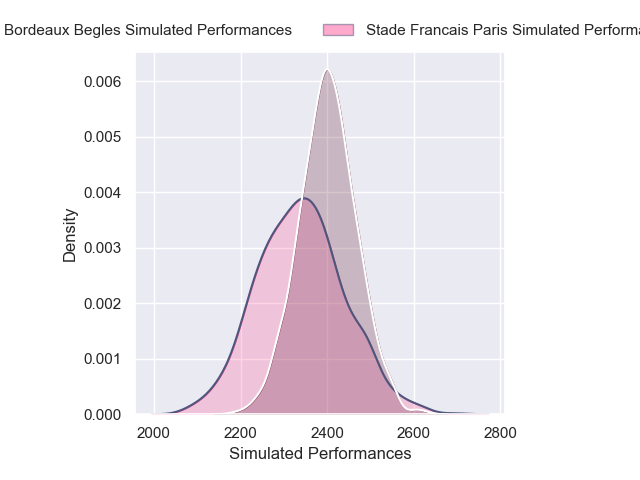 Bordeaux Begles Simulated Performances
Stade Francais Paris Simulated Performa
0.006
0.005
0.004
0.003
0.002
0.001
0.000
Density
2000 2200 2400 2600 2800
Simulated Performances